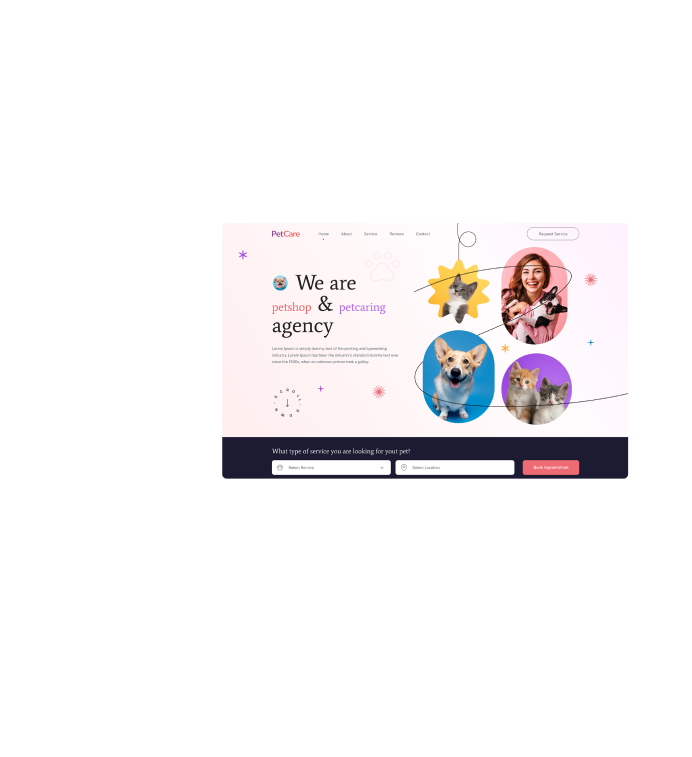 PetCare Home About Service Reviews Contact Request Service
We are
petshop & petcaring
agency
Lorem Ipsum is simply dummy text of the printing and typesetting
industry. Lorem Ipsum has been the industry's standard dummy text ever
since the 1500s, when an unknown printer took a galley.
What type of service you are looking for your pet?
Select Service Select Location Book Appointment